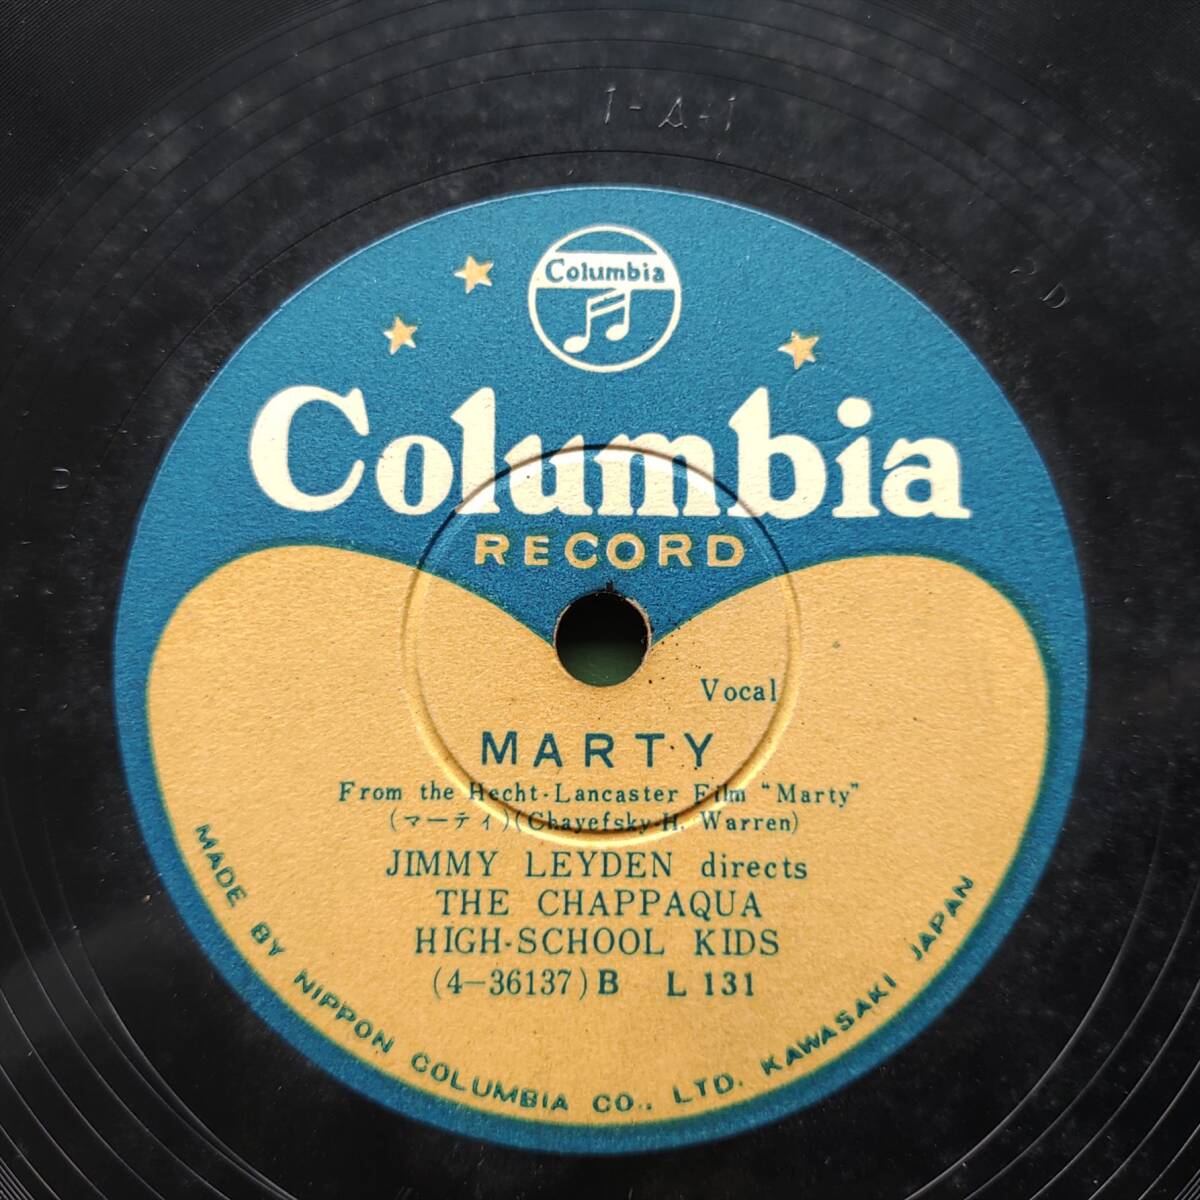 1-A-1
D
D
Columbia
Columbia
RECORD
Vocal
MARTY
From the Hecht-Lancaster Film “Marty”
(マーティ)(Chayefsky-H. Warren)
JIMMY LEYDEN directs
THE CHAPPAQUA
HIGH-SCHOOL KIDS
(4-36137) B L 131
MADE BY NIPPON COLUMBIA CO., LTD. KAWASAKI JAPAN